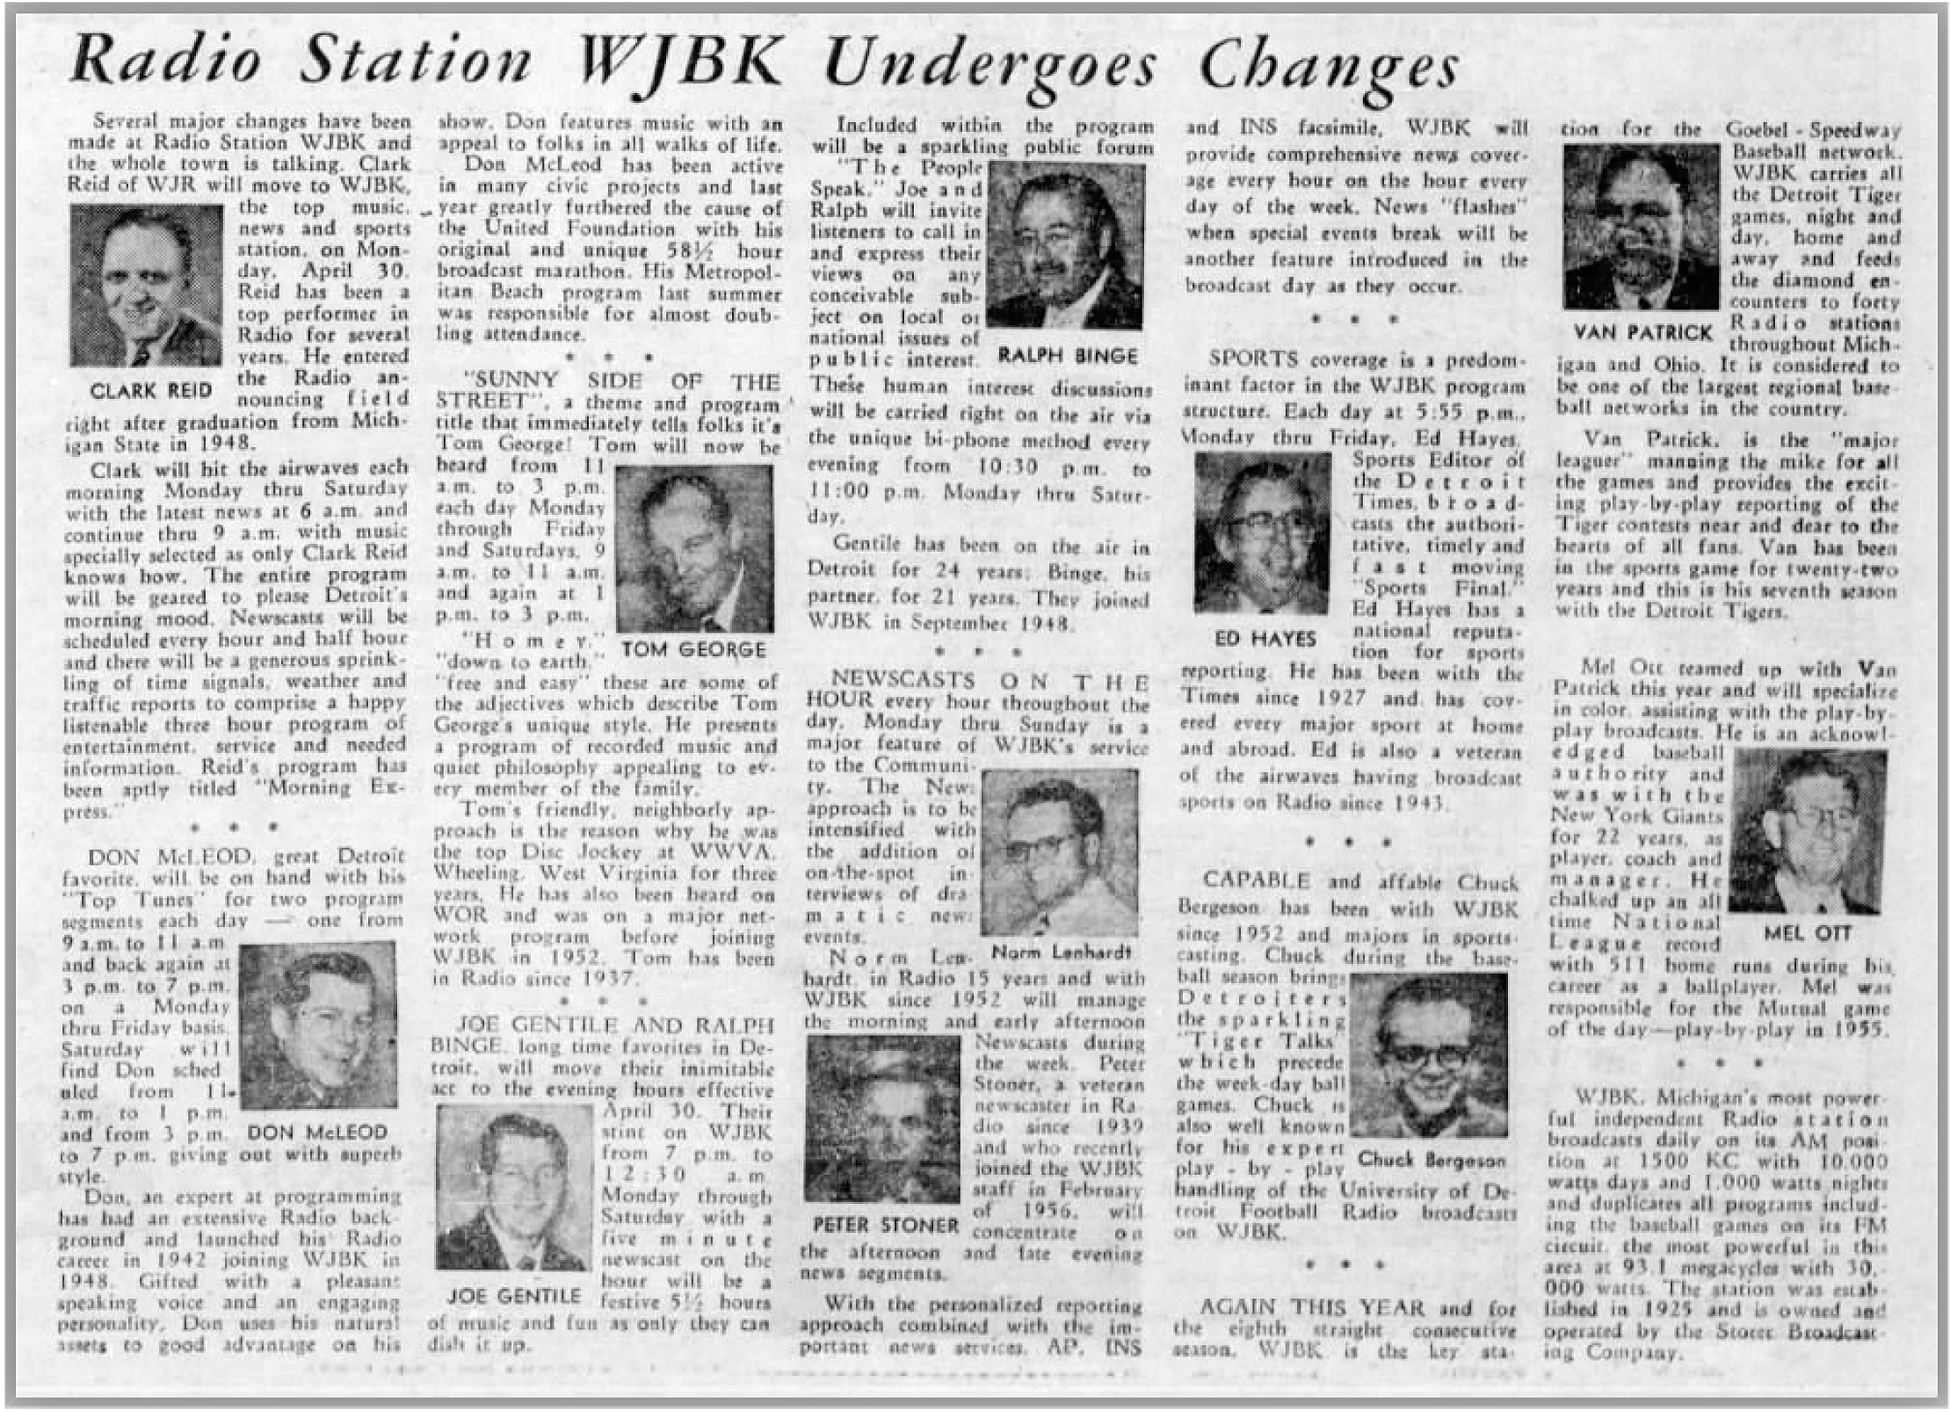 Radio Station WJBK Undergoes Changes
Several major changes have been
made at Radio Station WJBK and
the whole town is talking. Clark
Reid of WJR will move to WJBK,
the top music,
news and sports
station, on Mon-
day, April 30.
Reid has been a
top performer in
Radio for several
years. He entered
the Radio an-
nouncing field
CLARK REID
right after graduation from Mich-
igan State in 1948.
Clark will hit the airwaves each
morning Monday thru Saturday
with the latest news at 6 a.m. and
continue thru 9 a.m. with music
specially selected as only Clark Reid
knows how. The entire program
will be geared to please Detroit's
morning mood. Newscasts will be
scheduled every hour and half hour
and there will be a generous sprink-
ling of time signals, weather and
traffic reports to comprise a happy
listenable three hour program of
entertainment, service and needed
information. Reid's program has
been aptly titled "Morning Ex-
press."
* * *
DON McLEOD, great Detroit
favorite, will be on hand with his
"Top Tunes" for two program
segments each day — one from
9 a.m. to 11 a.m
and back again at
3 p.m. to 7 p.m.
on a Monday
thru Friday basis.
Saturday will
find Don sched
uled from 11-
a.m. to 1 p.m.
and from 3 p.m.
DON McLEOD
to 7 p.m. giving out with superb
style.
Don, an expert at programming
has had an extensive Radio back-
ground and launched his Radio
career in 1942 joining WJBK in
1948. Gifted with a pleasant
speaking voice and an engaging
personality, Don uses his natural
assets to good advantage on his
show. Don features music with an
appeal to folks in all walks of life.
Don McLeod has been active
in many civic projects and last
year greatly furthered the cause of
the United Foundation with his
original and unique 58½ hour
broadcast marathon. His Metropol-
itan Beach program last summer
was responsible for almost doub-
ling attendance.
* * *
"SUNNY SIDE OF THE
STREET", a theme and program
title that immediately tells folks it's
Tom George! Tom will now be
heard from 11
a.m. to 3 p.m.
each day Monday
through Friday
and Saturdays, 9
a.m. to 11 a.m.
and again at 1
p.m. to 3 p.m.
"Homey,"
"down to earth,"
TOM GEORGE
"free and easy" these are some of
the adjectives which describe Tom
George's unique style. He presents
a program of recorded music and
quiet philosophy appealing to ev-
ery member of the family.
Tom's friendly, neighborly ap-
proach is the reason why he was
the top Disc Jockey at WWVA,
Wheeling, West Virginia for three
years. He has also been heard on
WOR and was on a major net-
work program before joining
WJBK in 1952. Tom has been
in Radio since 1937.
* * *
JOE GENTILE AND RALPH
BINGE, long time favorites in De-
troit, will move their inimitable
act to the evening hours effective
April 30. Their
stint on WJBK
from 7 p.m. to
12:30 a.m.
Monday through
Saturday with a
five minute
newscast on the
hour will be a
festive 5½ hours
JOE GENTILE
of music and fun as only they can
dish it up.
Included within the program
will be a sparkling public forum
"The People
Speak." Joe and
Ralph will invite
listeners to call in
and express their
views on any
conceivable sub-
ject on local or
national issues of
public interest.
RALPH BINGE
These human interest discussions
will be carried right on the air via
the unique bi-phone method every
evening from 10:30 p.m. to
11:00 p.m. Monday thru Satur-
day.
Gentile has been on the air in
Detroit for 24 years; Binge, his
partner, for 21 years. They joined
WJBK in September 1948.
* * *
NEWSCASTS ON THE
HOUR every hour throughout the
day, Monday thru Sunday is a
major feature of WJBK's service
to the Communi-
ty. The News
approach is to be
intensified with
the addition of
on-the-spot in-
terviews of dra-
matic news
events.
Norm Lenhardt
Norm Len-
hardt, in Radio 15 years and with
WJBK since 1952 will manage
the morning and early afternoon
Newscasts during
the week. Peter
Stoner, a veteran
newscaster in Ra-
dio since 1939
and who recently
joined the WJBK
staff in February
of 1956, will
concentrate on
PETER STONER
the afternoon and late evening
news segments.
With the personalized reporting
approach combined with the im-
portant news services, AP, INS
and INS facsimile, WJBK will
provide comprehensive news cover-
age every hour on the hour every
day of the week. News "flashes"
when special events break will be
another feature introduced in the
broadcast day as they occur.
* * *
SPORTS coverage is a predom-
inant factor in the WJBK program
structure. Each day at 5:55 p.m.,
Monday thru Friday, Ed Hayes,
Sports Editor of
the Detroit
Times, broad-
casts the authori-
tative, timely and
fast moving
"Sports Final."
Ed Hayes has a
national reputa-
tion for sports
ED HAYES
reporting. He has been with the
Times since 1927 and has cov-
ered every major sport at home
and abroad. Ed is also a veteran
of the airwaves having broadcast
sports on Radio since 1943.
* * *
CAPABLE and affable Chuck
Bergeson has been with WJBK
since 1952 and majors in sports-
casting. Chuck during the base-
ball season brings
Detroiters
the sparkling
"Tiger Talks"
which precede
the week-day ball
games. Chuck is
also well known
for his expert
play-by-play
Chuck Bergeson
handling of the University of De-
troit Football Radio broadcasts
on WJBK.
* * *
AGAIN THIS YEAR and for
the eighth straight consecutive
season, WJBK is the key sta-
tion for the Goebel-Speedway
Baseball network.
WJBK carries all
the Detroit Tiger
games, night and
day, home and
away and feeds
the diamond en-
counters to forty
Radio stations
throughout Mich-
VAN PATRICK
igan and Ohio. It is considered to
be one of the largest regional base-
ball networks in the country.
Van Patrick, is the "major
leaguer" manning the mike for all
the games and provides the excit-
ing play-by-play reporting of the
Tiger contests near and dear to the
hearts of all fans. Van has been
in the sports game for twenty-two
years and this is his seventh season
with the Detroit Tigers.
Mel Ott teamed up with Van
Patrick this year and will specialize
in color, assisting with the play-by-
play broadcasts. He is an acknowl-
edged baseball
authority and
was with the
New York Giants
for 22 years, as
player, coach and
manager. He
chalked up an all
time National
League record
MEL OTT
with 511 home runs during his
career as a ballplayer. Mel was
responsible for the Mutual game
of the day—play-by-play in 1955.
* * *
WJBK, Michigan's most power-
ful independent Radio station
broadcasts daily on its AM posi-
tion at 1500 KC with 10,000
watts days and 1,000 watts nights
and duplicates all programs includ-
ing the baseball games on its FM
circuit, the most powerful in this
area at 93.1 megacycles with 30,-
000 watts. The station was estab-
lished in 1925 and is owned and
operated by the Storer Broadcast-
ing Company.